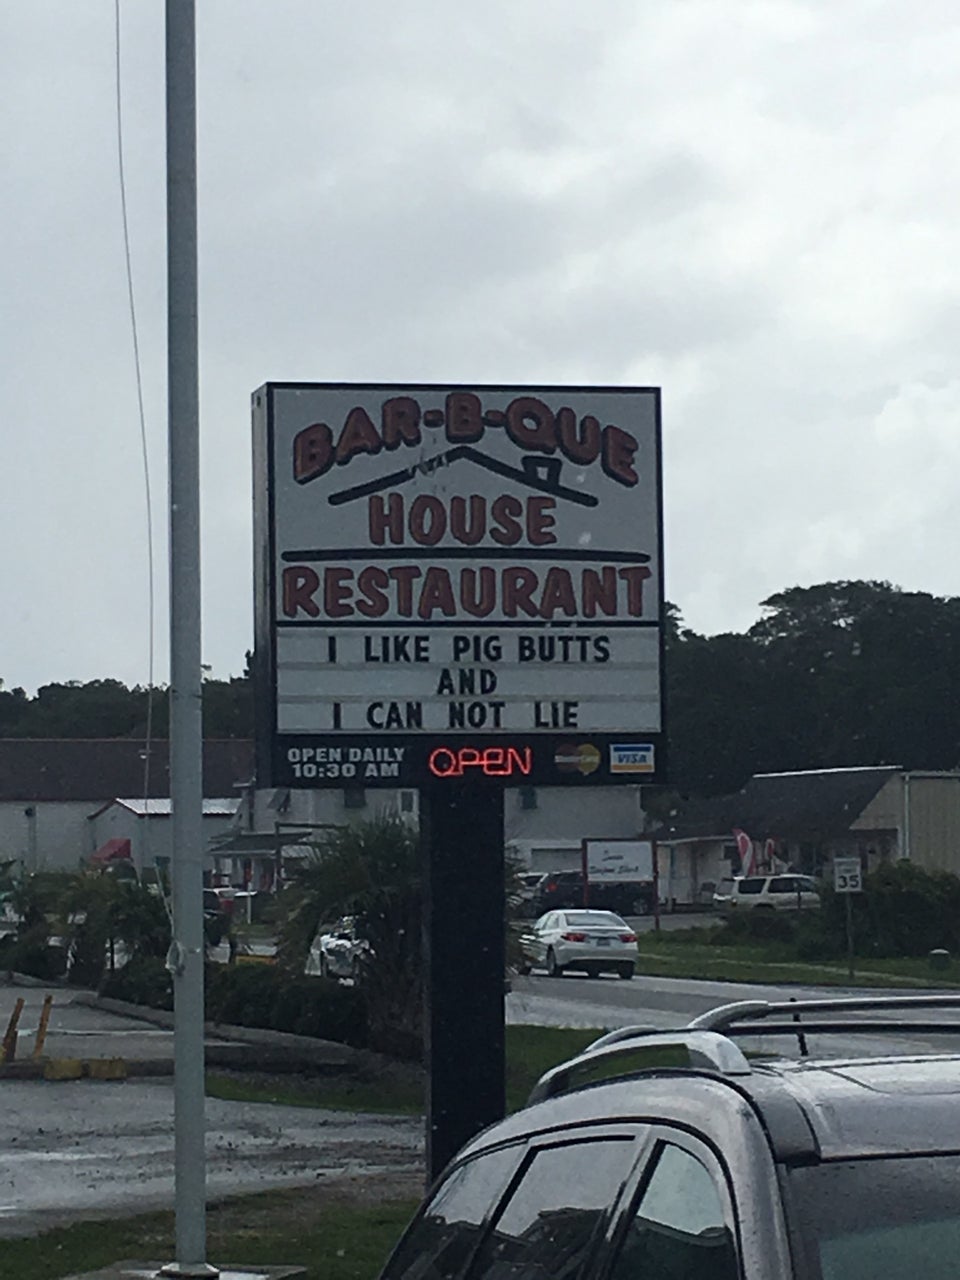 BAR-B-QUE
HOUSE
RESTAURANT
I LIKE PIG BUTTS
AND
I CAN NOT LIE
OPEN DAILY
10:30 AM
OPEN
MasterCard
VISA
35